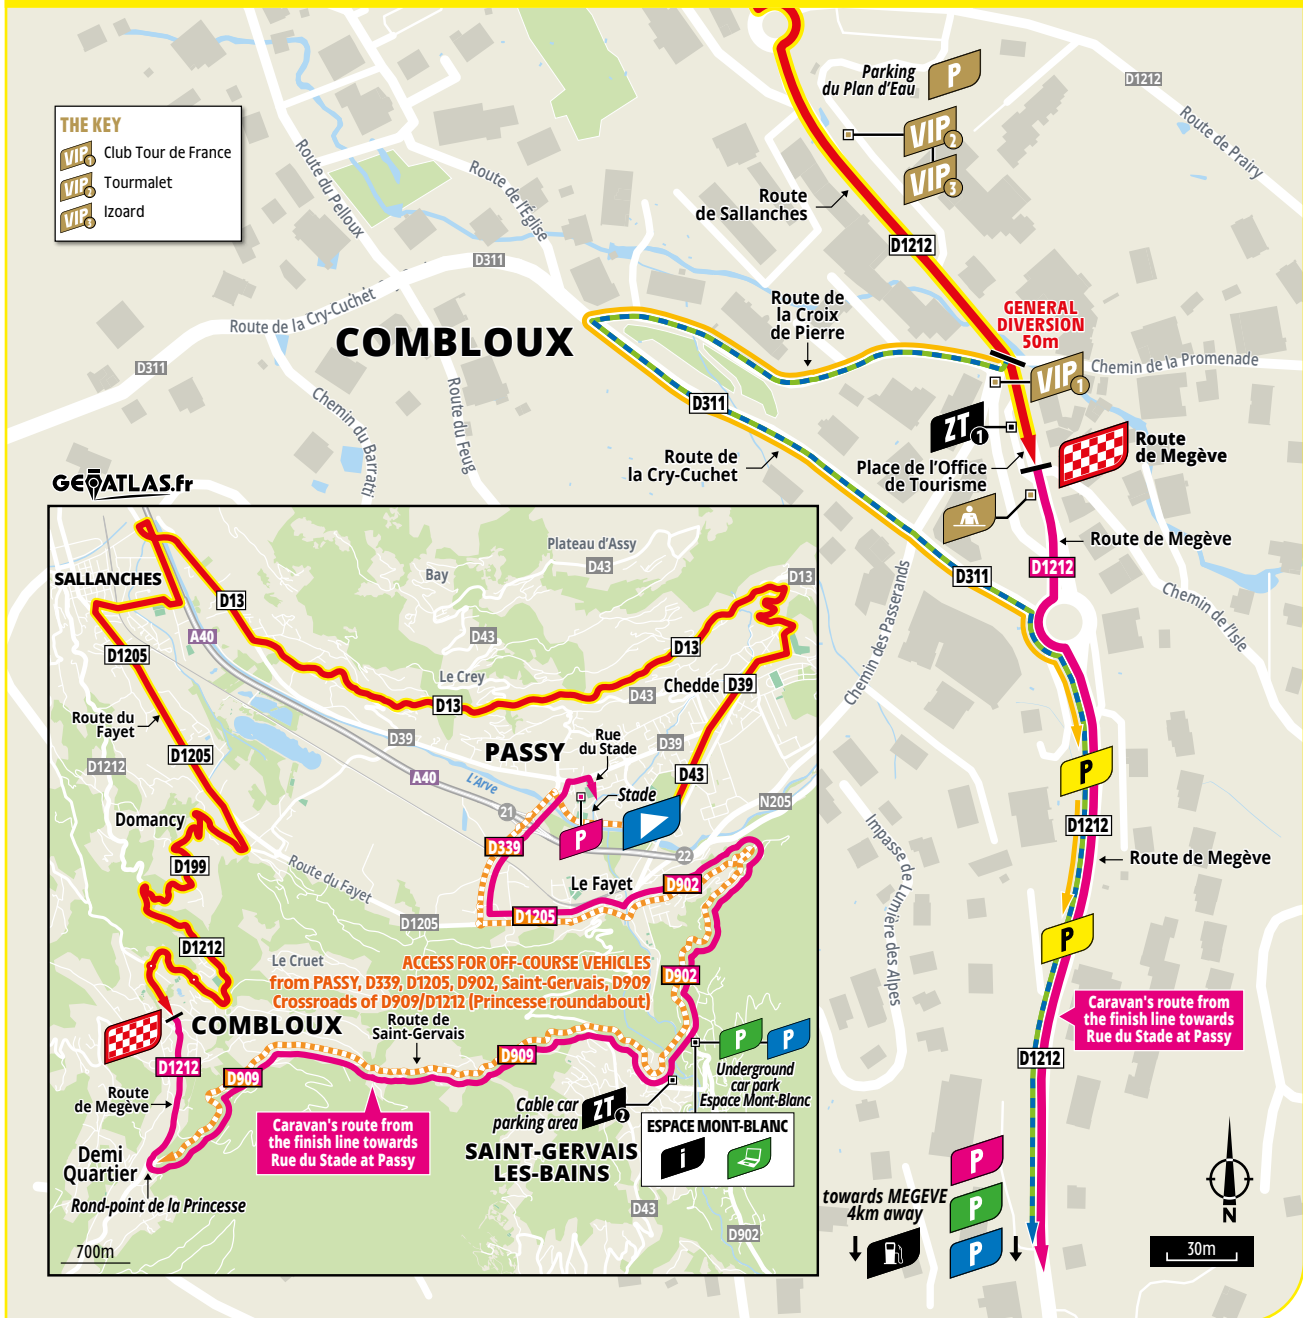 THE KEY
VIP 1 Club Tour de France
VIP 2 Tourmalet
VIP Izoard
Parking
du Plan d'Eau
P
VIP 2
VIP 3
D1212
Route de Prairy
Route du Pelloux
Route de l'Église
Route
de Sallanches
D1212
D311
Route de la Cry-Cuchet
D311
COMBLOUX
Route de
la Croix
de Pierre
GENERAL
DIVERSION
50m
Chemin de la Promenade
VIP 1
D311
ZT 1
Route de
la Cry-Cuchet
Chemin du Barratti
Route du Feug
Place de l'Office
de Tourisme
Route
de Megève
Route de Megève
D1212
D311
Chemin de l'Isle
Chemin des Passerands
P
D1212
Route de Megève
Impasse de Lumière des Alpes
P
Caravan's route from
the finish line towards
Rue du Stade at Passy
D1212
towards MEGEVE
4km away
P
P
P
N
30m
GEOATLAS.fr
SALLANCHES
Plateau d'Assy
D43
Bay
D13
D13
A40
D43
D1205
D13
Le Crey
D13
D43
Chedde
D39
Route du
Fayet
D39
Rue
du Stade
D39
PASSY
D1212
D1205
A40
L'Arve
D43
Stade
N205
21
Domancy
P
D339
22
D199
Route du Fayet
Le Fayet
D902
D1205
D1205
D1212
Le Cruet
ACCESS FOR OFF-COURSE VEHICLES
from PASSY, D339, D1205, D902, Saint-Gervais, D909
Crossroads of D909/D1212 (Princesse roundabout)
D902
COMBLOUX
Route de
Saint-Gervais
P
P
Underground
car park
Espace Mont-Blanc
D1212
D909
D909
Route
de Megève
Cable car
parking area
ZT 2
ESPACE MONT-BLANC
i
Caravan's route from
the finish line towards
Rue du Stade at Passy
SAINT-GERVAIS
LES-BAINS
Demi
Quartier
Rond-point de la Princesse
D43
D902
700m